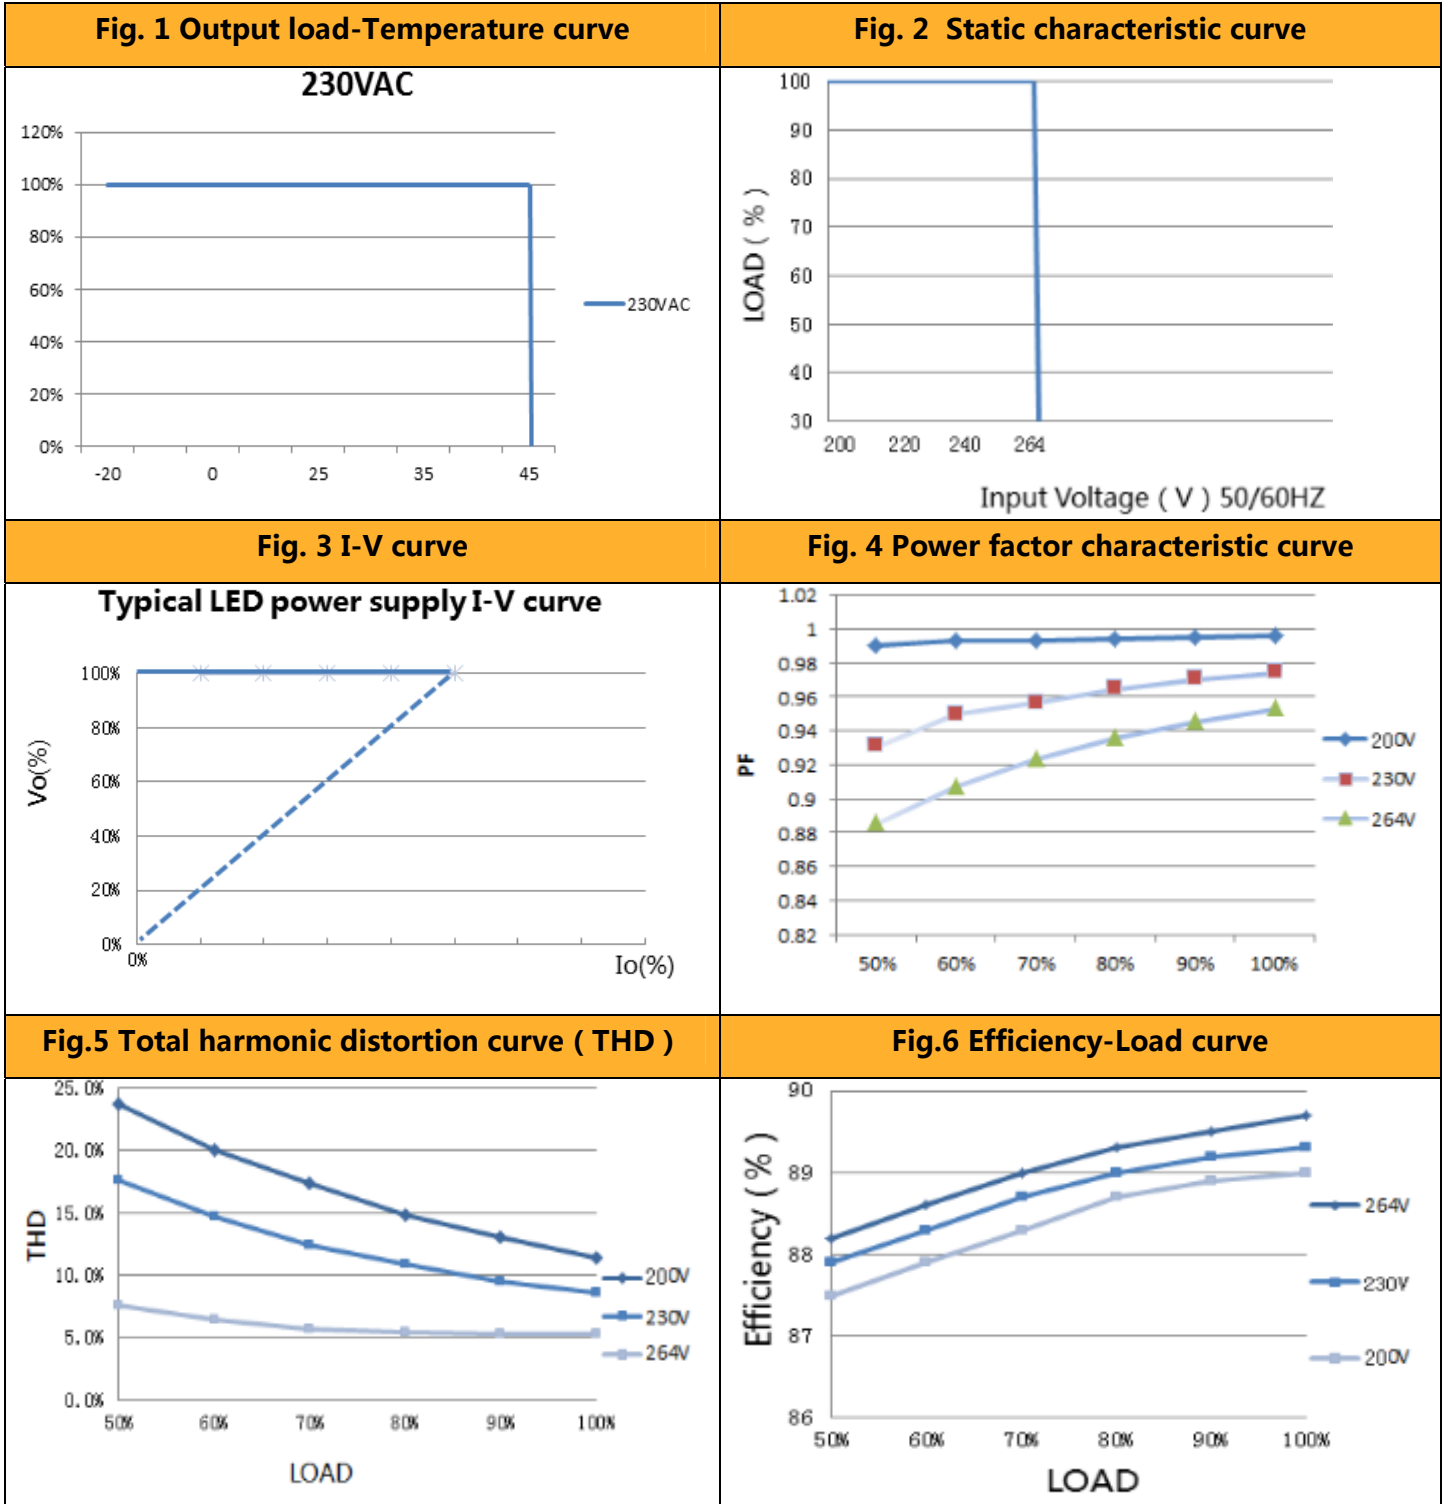 Fig. 1 Output load-Temperature curve
230VAC
120%
100%
80%
60%
40%
20%
0%
-20 0 25 35 45
230VAC
Fig. 2 Static characteristic curve
LOAD ( % )
100
90
80
70
60
50
40
30
200 220 240 264
Input Voltage ( V ) 50/60HZ
Fig. 3 I-V curve
Typical LED power supply I-V curve
Vo(%)
100%
80%
60%
40%
20%
0%
0%
Io(%)
Fig. 4 Power factor characteristic curve
PF
1.02
1
0.98
0.96
0.94
0.92
0.9
0.88
0.86
0.84
0.82
50% 60% 70% 80% 90% 100%
200V
230V
264V
Fig.5 Total harmonic distortion curve ( THD )
THD
25.0%
20.0%
15.0%
10.0%
5.0%
0.0%
50% 60% 70% 80% 90% 100%
LOAD
200V
230V
264V
Fig.6 Efficiency-Load curve
Efficiency ( % )
90
89
88
87
86
50% 60% 70% 80% 90% 100%
LOAD
264V
230V
200V